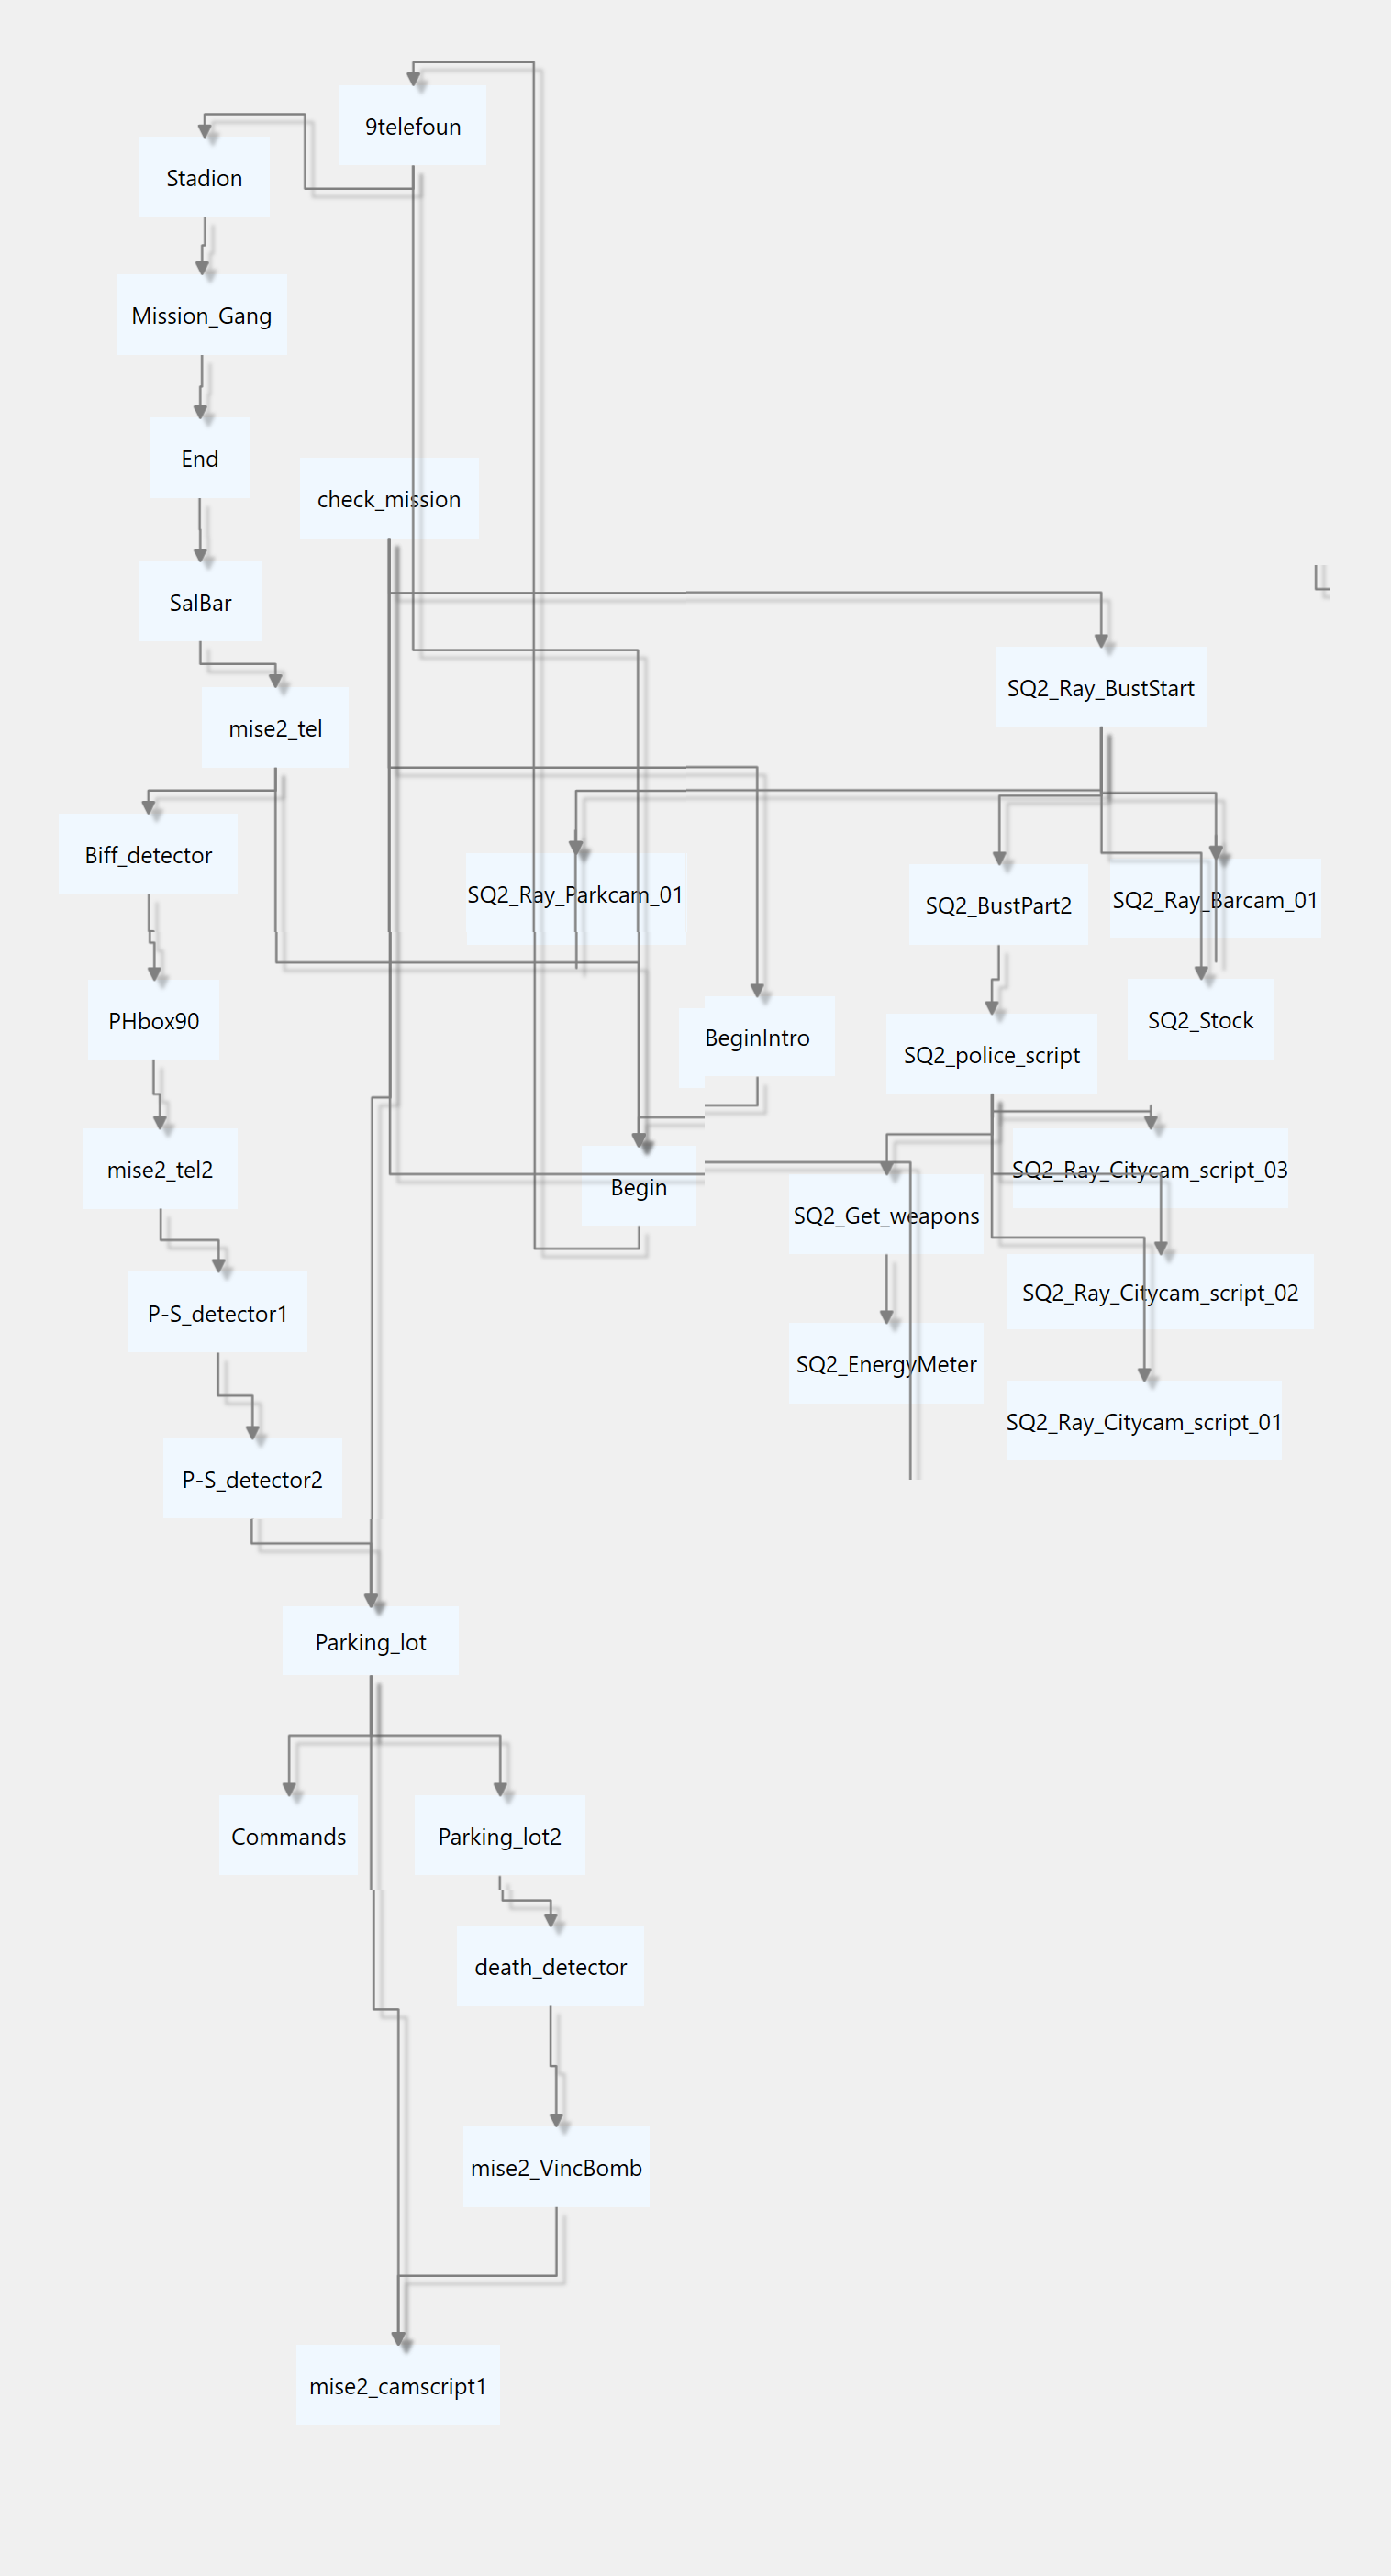 9telefoun
Stadion
Mission_Gang
End
check_mission
SalBar
SQ2_Ray_BustStart
mise2_tel
Biff_detector
SQ2_Ray_Parkcam_01
SQ2_BustPart2
SQ2_Ray_Barcam_01
PHbox90
BeginIntro
SQ2_Stock
SQ2_police_script
mise2_tel2
SQ2_Ray_Citycam_script_03
Begin
SQ2_Get_weapons
SQ2_Ray_Citycam_script_02
P-S_detector1
SQ2_EnergyMeter
SQ2_Ray_Citycam_script_01
P-S_detector2
Parking_lot
Commands
Parking_lot2
death_detector
mise2_VincBomb
mise2_camscript1